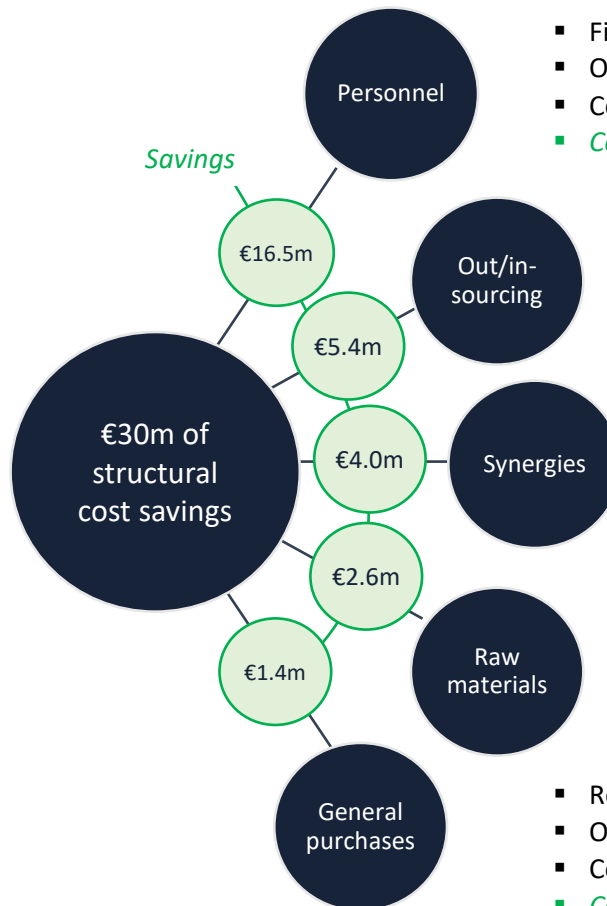 Personnel
Savings
€16.5m
Out/in-
sourcing
€5.4m
€30m of
structural
cost savings
€4.0m
Synergies
€2.6m
Raw
materials
€1.4m
General
purchases